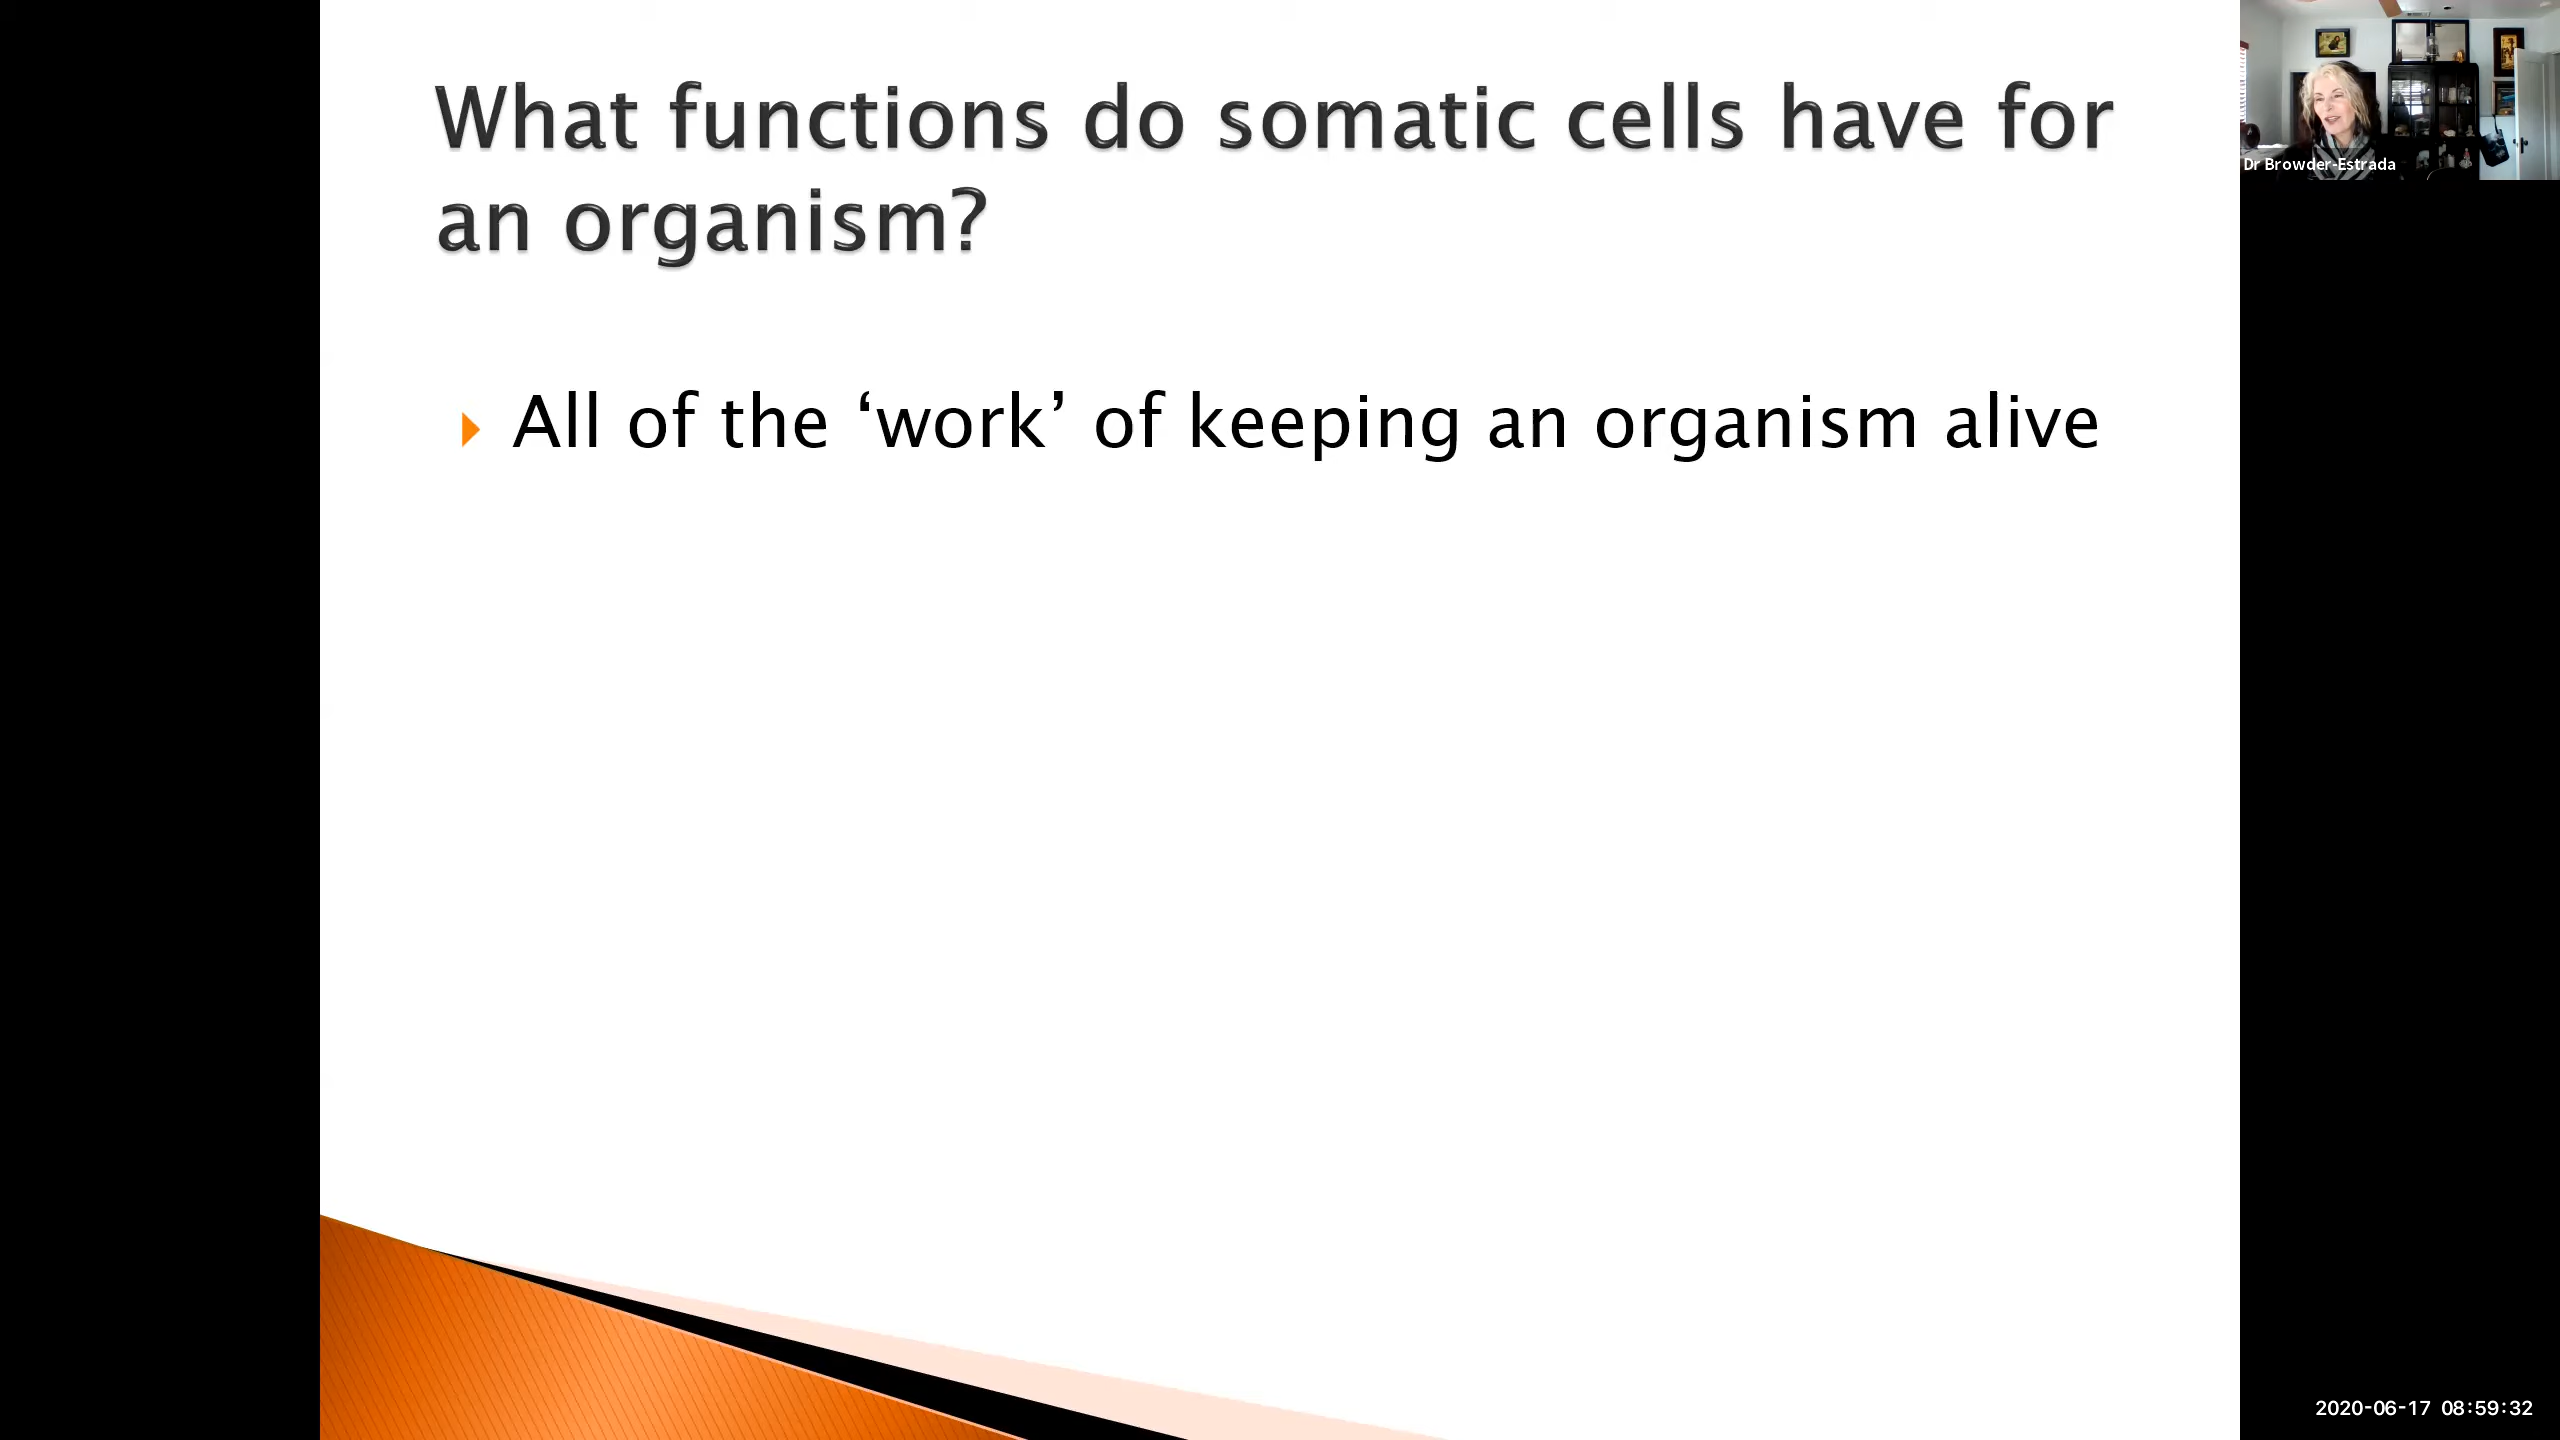 What functions do somatic cells have for
an organism?
All of the ‘work’ of keeping an organism alive
Dr Browder-Estrada
2020-06-17 08:59:32